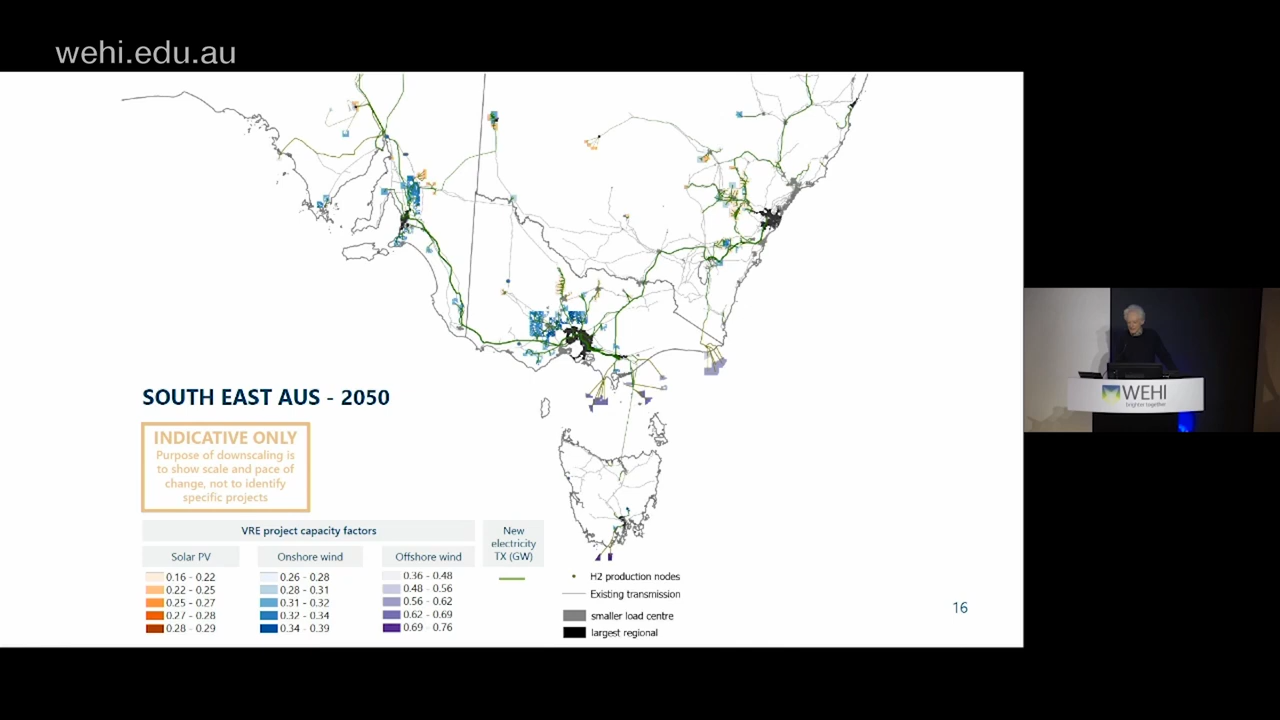 wehi.edu.au
SOUTH EAST AUS - 2050
INDICATIVE ONLY
Purpose of downscaling is
to show scale and pace of
change, not to identify
specific projects
VRE project capacity factors
Solar PV
0.16 - 0.22
0.22 - 0.25
0.25 - 0.27
0.27 - 0.28
0.28 - 0.29
Onshore wind
0.26 - 0.28
0.28 - 0.31
0.31 - 0.32
0.32 - 0.34
0.34 - 0.39
Offshore wind
0.36 - 0.48
0.48 - 0.56
0.56 - 0.62
0.62 - 0.69
0.69 - 0.76
New
electricity
TX (GW)
H2 production nodes
Existing transmission
smaller load centre
largest regional
16
WEHI
brighter together